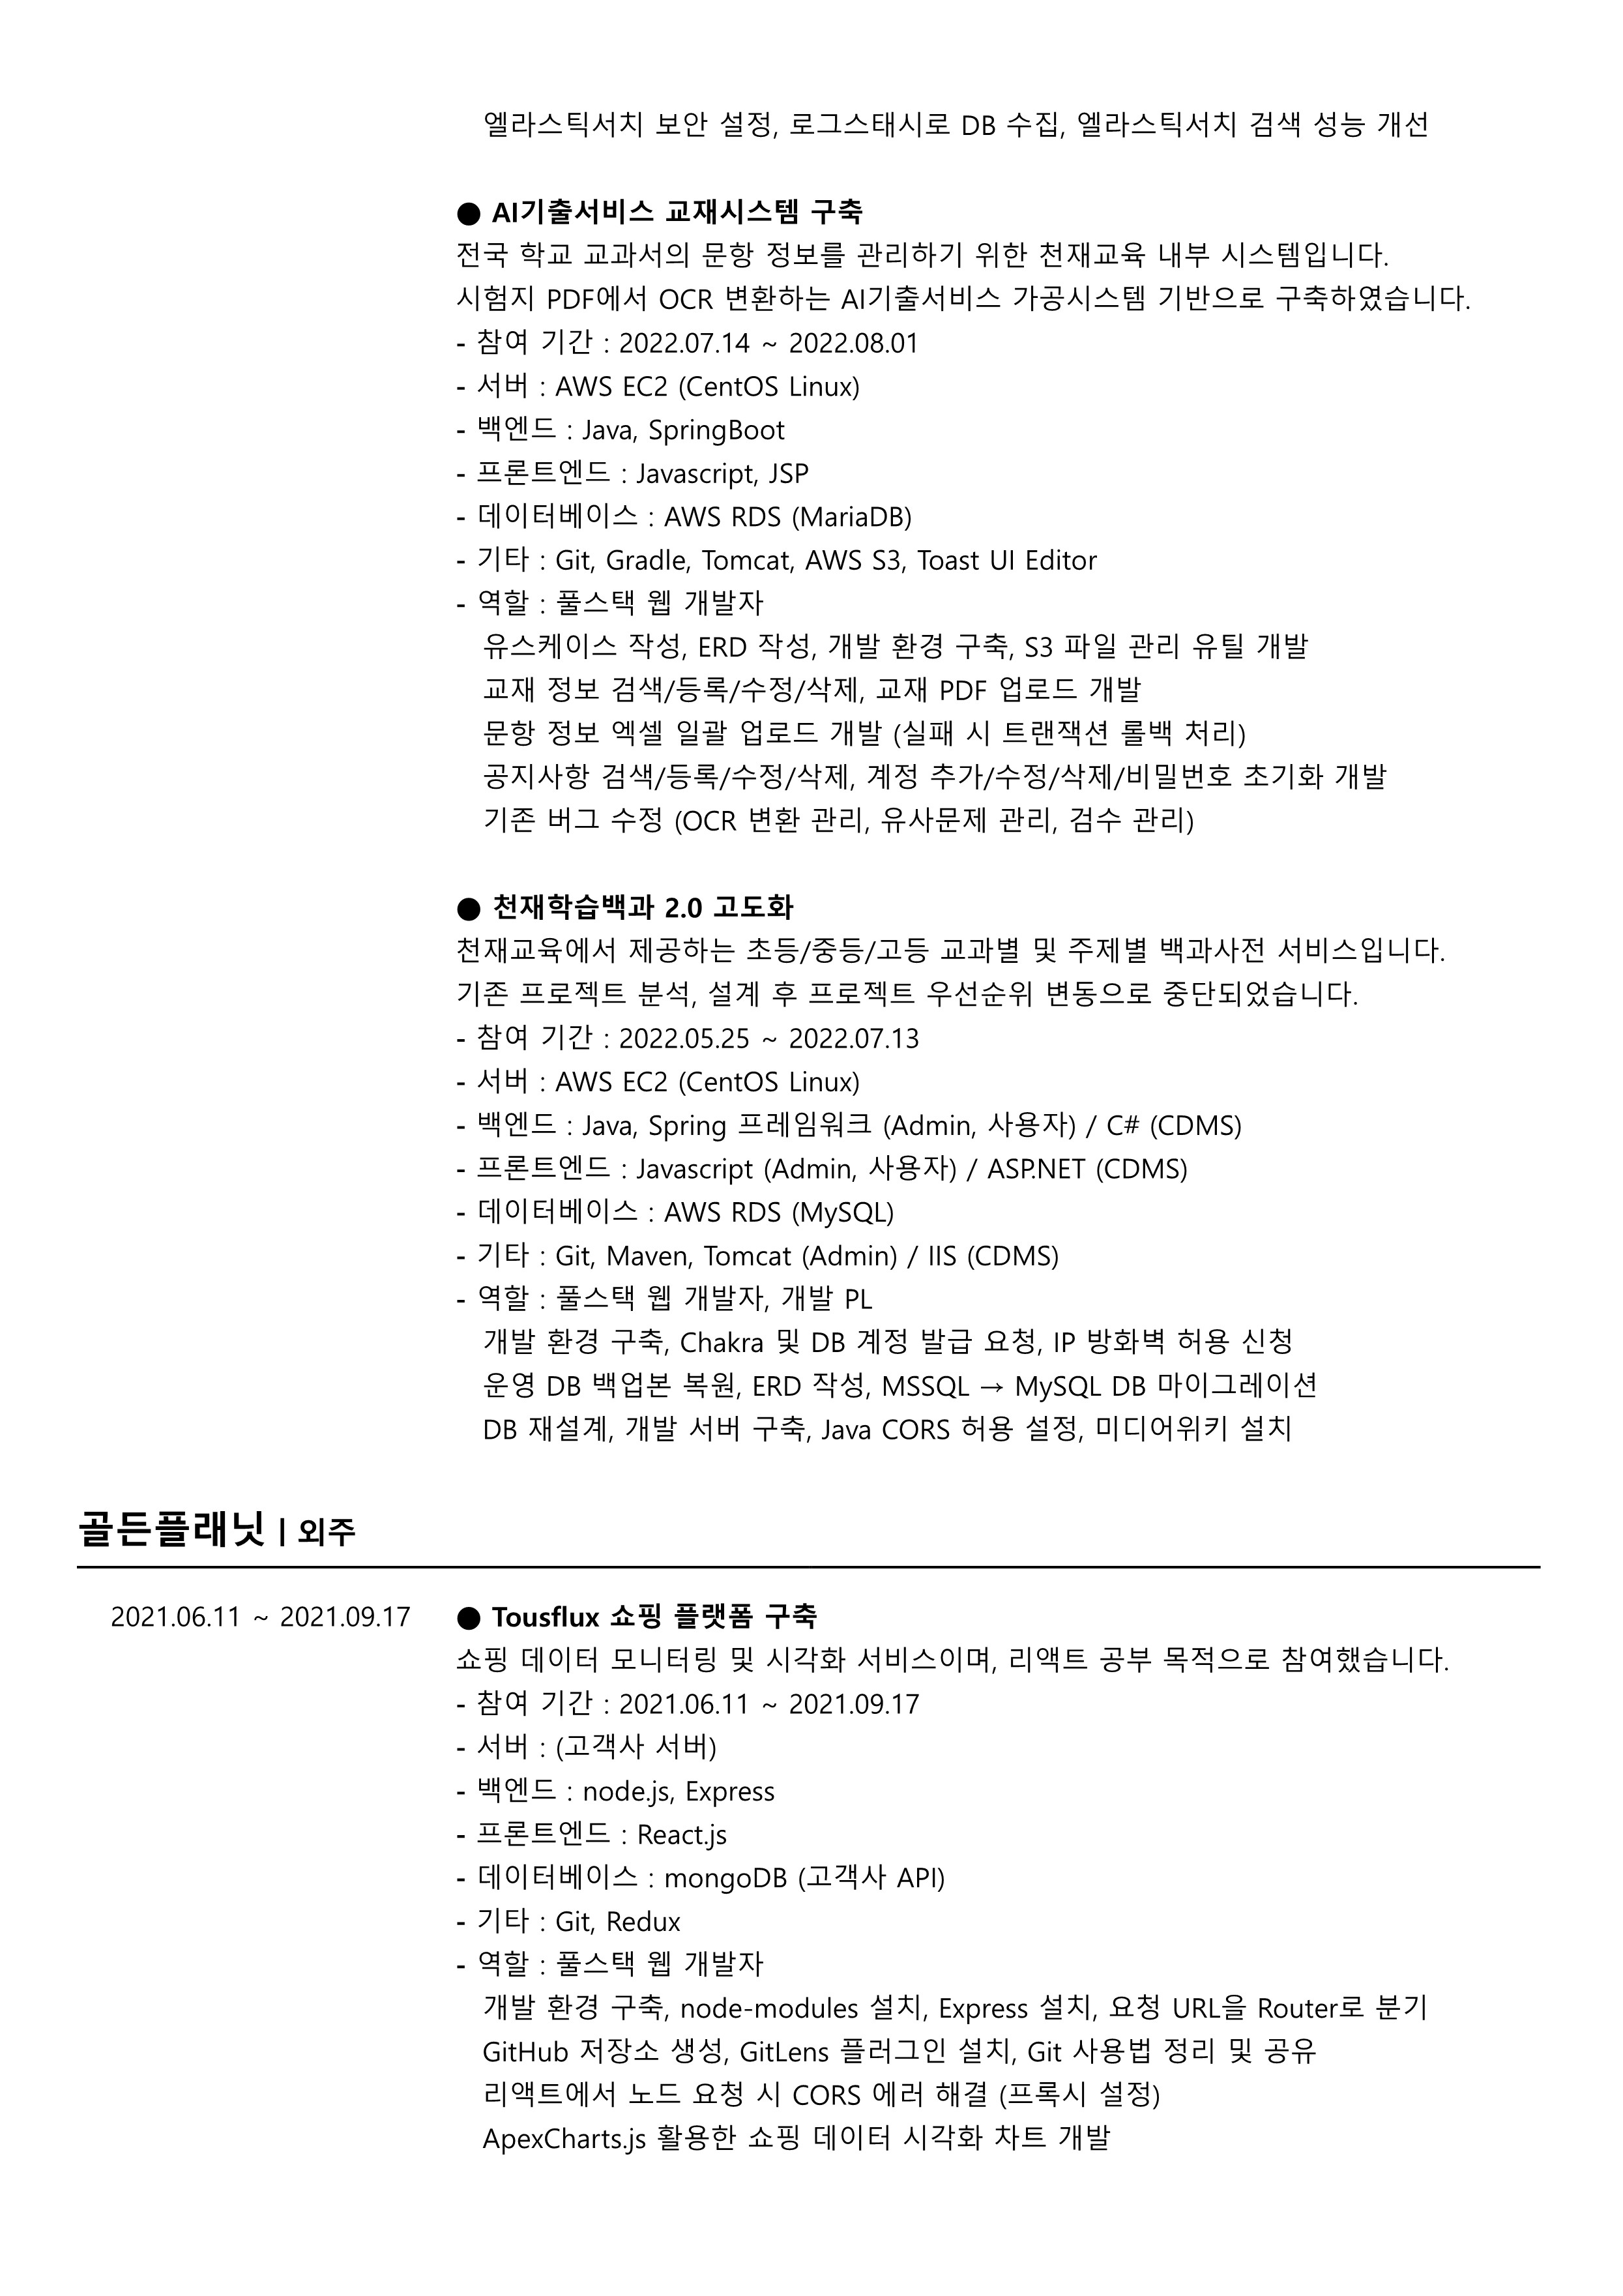 엘라스틱서치 보안 설정, 로그스태시로 DB 수집, 엘라스틱서치 검색 성능 개선
● AI기출서비스 교재시스템 구축
전국 학교 교과서의 문항 정보를 관리하기 위한 천재교육 내부 시스템입니다.
시험지 PDF에서 OCR 변환하는 AI기출서비스 가공시스템 기반으로 구축하였습니다.
- 참여 기간 : 2022.07.14 ~ 2022.08.01
- 서버 : AWS EC2 (CentOS Linux)
- 백엔드 : Java, SpringBoot
- 프론트엔드 : Javascript, JSP
- 데이터베이스 : AWS RDS (MariaDB)
- 기타 : Git, Gradle, Tomcat, AWS S3, Toast UI Editor
- 역할 : 풀스택 웹 개발자
유스케이스 작성, ERD 작성, 개발 환경 구축, S3 파일 관리 유틸 개발
교재 정보 검색/등록/수정/삭제, 교재 PDF 업로드 개발
문항 정보 엑셀 일괄 업로드 개발 (실패 시 트랜잭션 롤백 처리)
공지사항 검색/등록/수정/삭제, 계정 추가/수정/삭제/비밀번호 초기화 개발
기존 버그 수정 (OCR 변환 관리, 유사문제 관리, 검수 관리)
● 천재학습백과 2.0 고도화
천재교육에서 제공하는 초등/중등/고등 교과별 및 주제별 백과사전 서비스입니다.
기존 프로젝트 분석, 설계 후 프로젝트 우선순위 변동으로 중단되었습니다.
- 참여 기간 : 2022.05.25 ~ 2022.07.13
- 서버 : AWS EC2 (CentOS Linux)
- 백엔드 : Java, Spring 프레임워크 (Admin, 사용자) / C# (CDMS)
- 프론트엔드 : Javascript (Admin, 사용자) / ASP.NET (CDMS)
- 데이터베이스 : AWS RDS (MySQL)
- 기타 : Git, Maven, Tomcat (Admin) / IIS (CDMS)
- 역할 : 풀스택 웹 개발자, 개발 PL
개발 환경 구축, Chakra 및 DB 계정 발급 요청, IP 방화벽 허용 신청
운영 DB 백업본 복원, ERD 작성, MSSQL → MySQL DB 마이그레이션
DB 재설계, 개발 서버 구축, Java CORS 허용 설정, 미디어위키 설치
골든플래닛 | 외주
2021.06.11 ~ 2021.09.17
● Tousflux 쇼핑 플랫폼 구축
쇼핑 데이터 모니터링 및 시각화 서비스이며, 리액트 공부 목적으로 참여했습니다.
- 참여 기간 : 2021.06.11 ~ 2021.09.17
- 서버 : (고객사 서버)
- 백엔드 : node.js, Express
- 프론트엔드 : React.js
- 데이터베이스 : mongoDB (고객사 API)
- 기타 : Git, Redux
- 역할 : 풀스택 웹 개발자
개발 환경 구축, node-modules 설치, Express 설치, 요청 URL을 Router로 분기
GitHub 저장소 생성, GitLens 플러그인 설치, Git 사용법 정리 및 공유
리액트에서 노드 요청 시 CORS 에러 해결 (프록시 설정)
ApexCharts.js 활용한 쇼핑 데이터 시각화 차트 개발